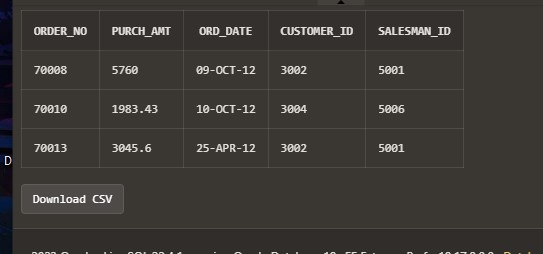 ORDER_NO PURCH_AMT ORD_DATE CUSTOMER_ID SALESMAN_ID
70008 5760 09-OCT-12 3002 5001
70010 1983.43 10-OCT-12 3004 5006
70013 3045.6 25-APR-12 3002 5001
D
Download CSV